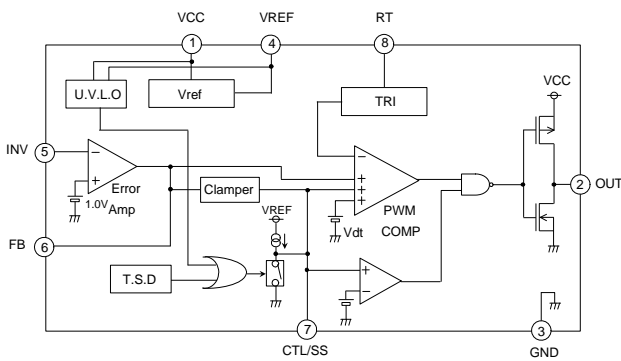 VCC
VREF
RT
1
4
8
U.V.L.O
Vref
TRI
VCC
INV
5
−
+
Error
Amp
1.0V
Clamper
−
+
+
+
PWM
COMP
Vdt
2
OUT
FB
6
VREF
T.S.D
+
−
7
CTL/SS
3
GND